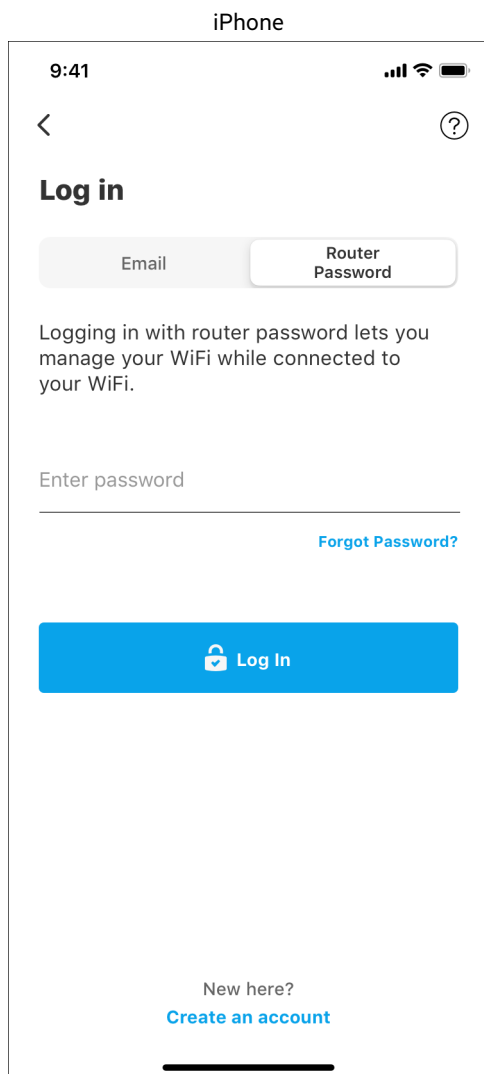 iPhone
9:41
?
Log in
Email
Router
Password
Logging in with router password lets you
manage your WiFi while connected to
your WiFi.
Enter password
Forgot Password?
Log In
New here?
Create an account